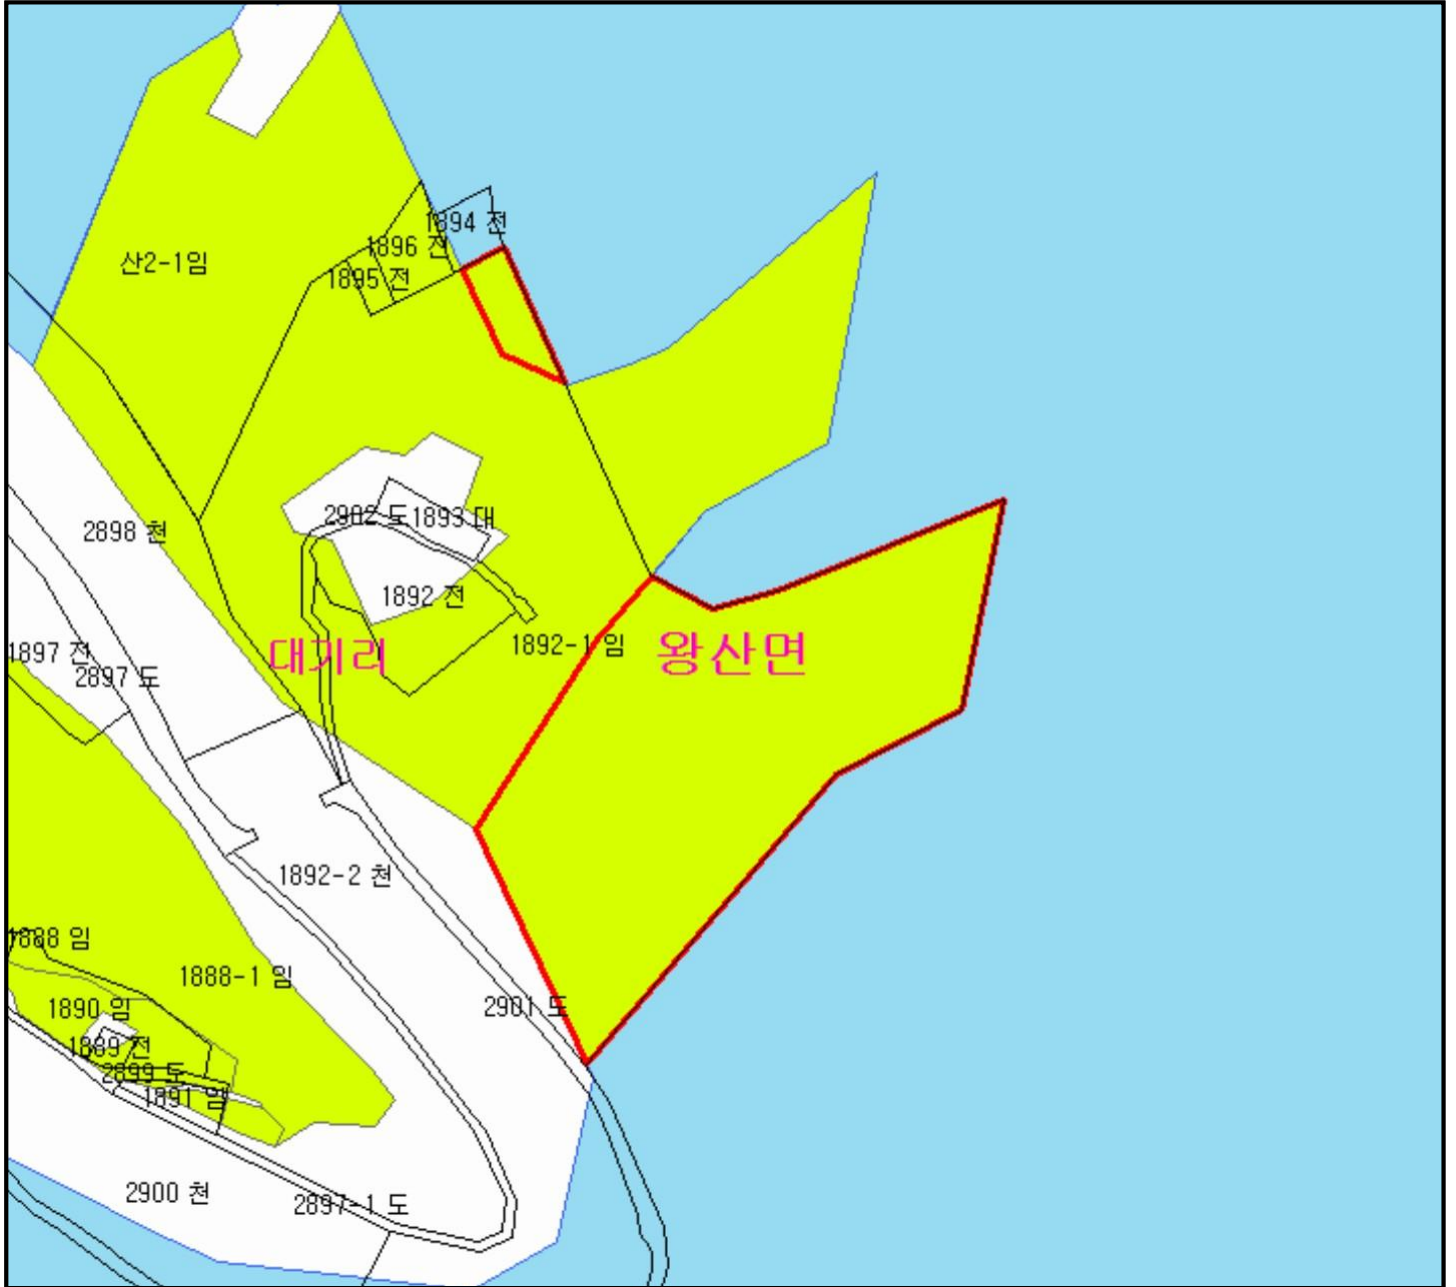 1894 전
1896 전
산2-1임
1895 전
2902 도
1893 대
2898 천
1892 전
1892-1 임
대기리
왕산면
1897 전
2897 도
1892-2 천
1888 임
1888-1 임
1890 임
2901 도
1889 전
2899 도
1891 임
2900 천
2897-1 도